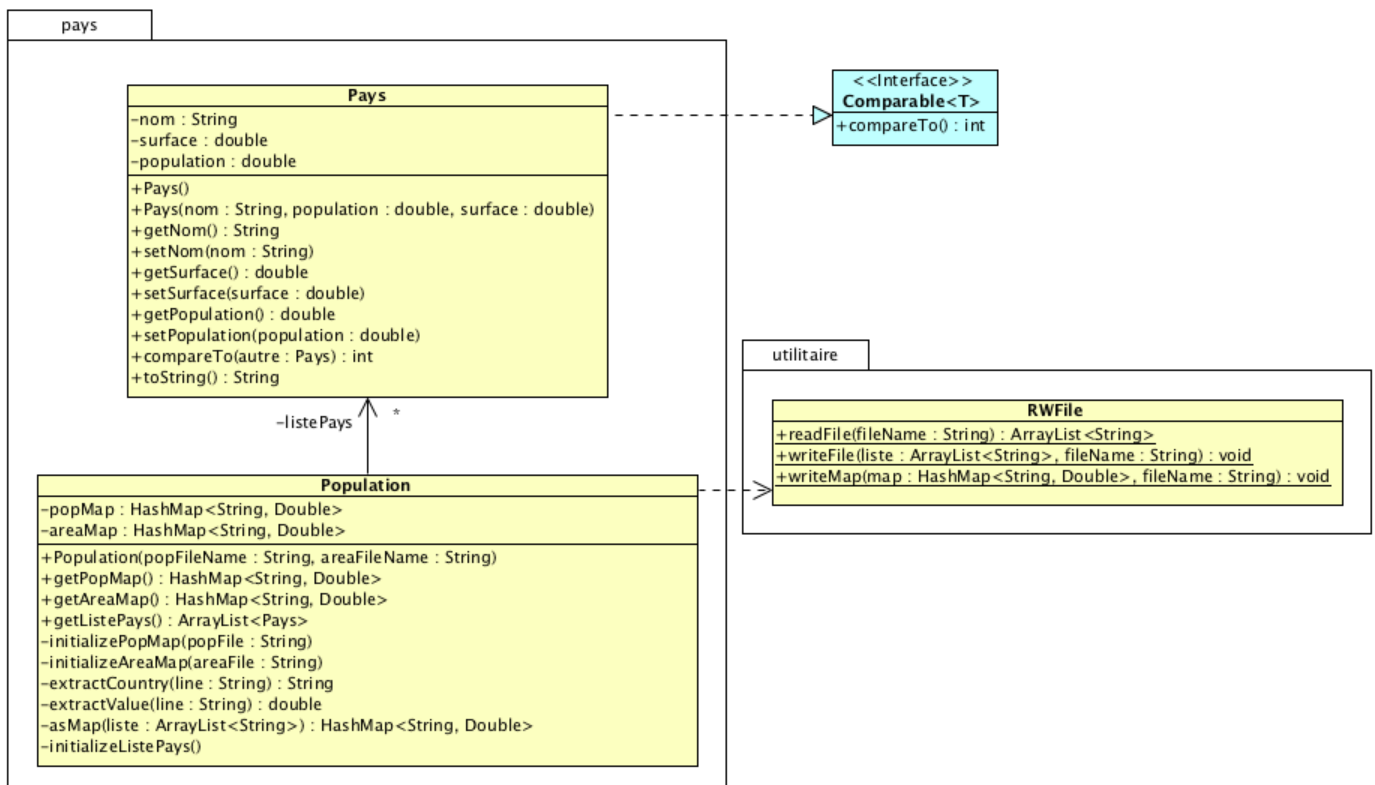 pays
Pays
-nom : String
-surface : double
-population : double
+Pays()
+Pays(nom : String, population : double, surface : double)
+getNom() : String
+setNom(nom : String)
+getSurface() : double
+setSurface(surface : double)
+getPopulation() : double
+setPopulation(population : double)
+compareTo(autre : Pays) : int
+toString() : String
<<Interface>>
Comparable<T>
+compareTo() : int
-listePays
*
utilitaire
RWFile
+readFile(fileName : String) : ArrayList<String>
+writeFile(liste : ArrayList<String>, fileName : String) : void
+writeMap(map : HashMap<String, Double>, fileName : String) : void
Population
-popMap : HashMap<String, Double>
-areaMap : HashMap<String, Double>
+Population(popFileName : String, areaFileName : String)
+getPopMap() : HashMap<String, Double>
+getAreaMap() : HashMap<String, Double>
+getListePays() : ArrayList<Pays>
-initializePopMap(popFile : String)
-initializeAreaMap(areaFile : String)
-extractCountry(line : String) : String
-extractValue(line : String) : double
-asMap(liste : ArrayList<String>) : HashMap<String, Double>
-initializeListePays()